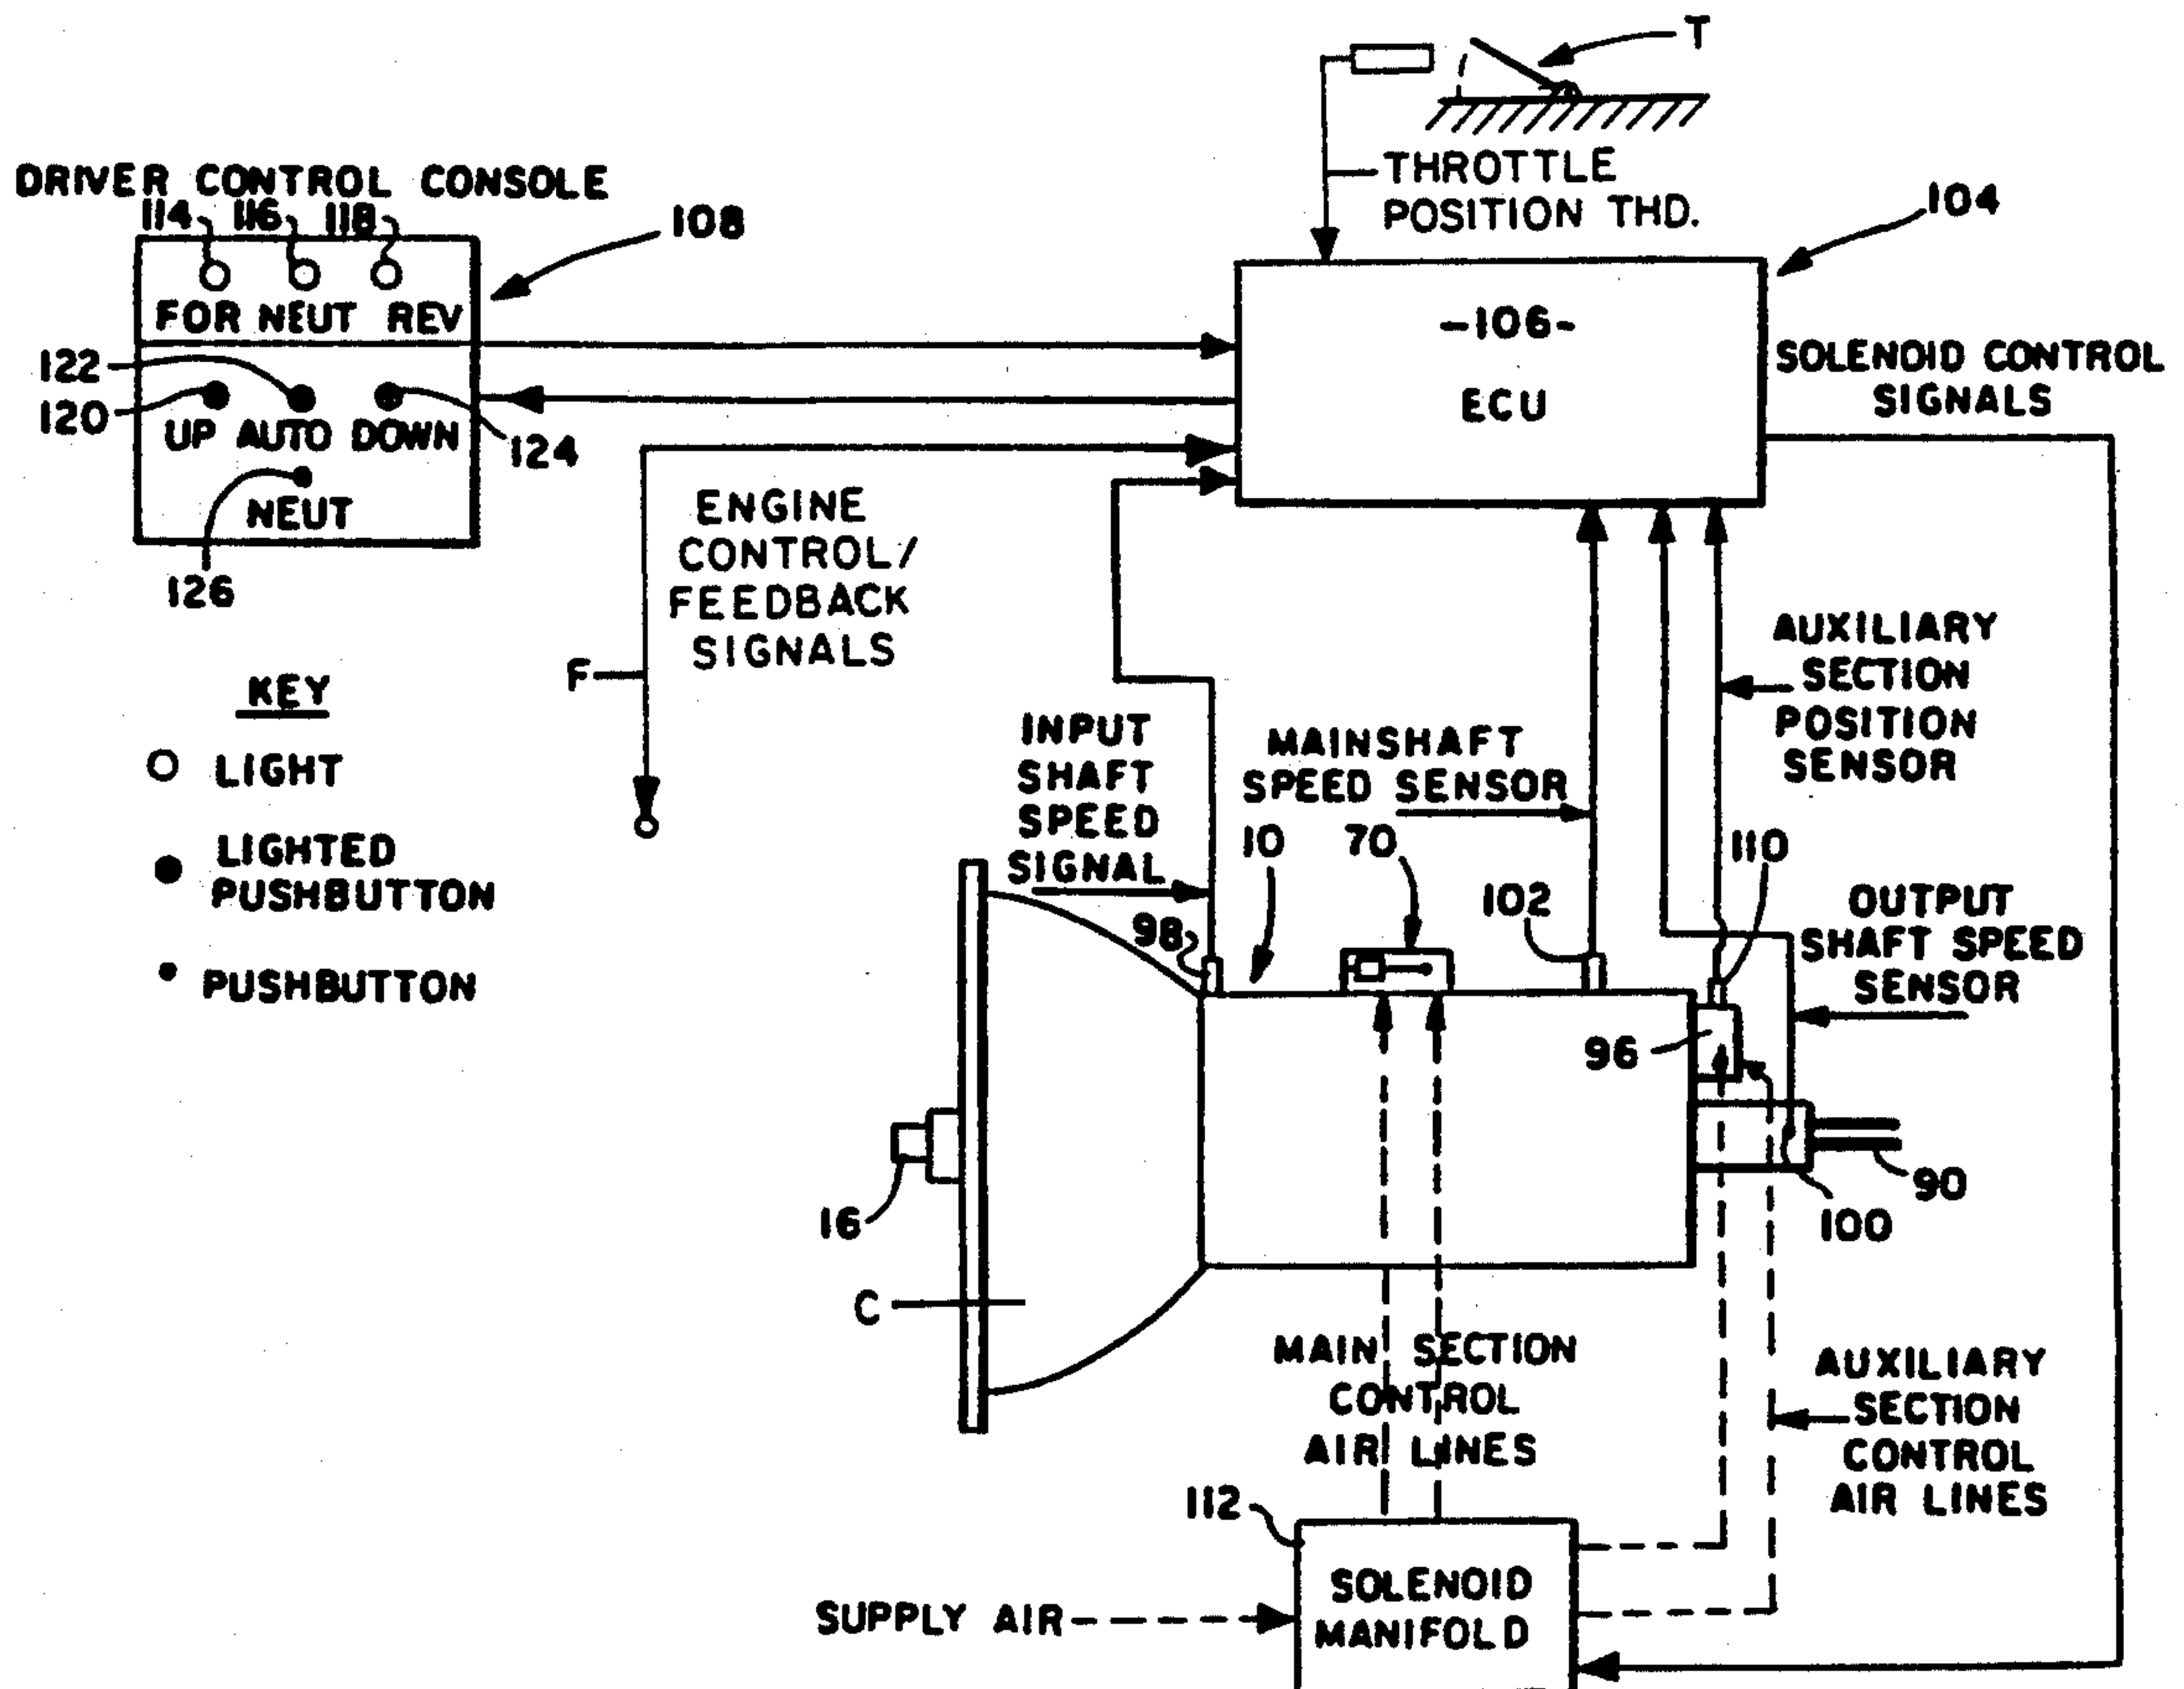 T
THROTTLE
POSITION THD.
DRIVER CONTROL CONSOLE
114 116 118
108
FOR NEUT REV
122
120
UP AUTO DOWN
124
NEUT
126
104
-106-
ECU
SOLENOID CONTROL
SIGNALS
ENGINE
CONTROL/
FEEDBACK
SIGNALS
F
KEY
LIGHT
LIGHTED
PUSHBUTTON
PUSHBUTTON
INPUT
SHAFT
SPEED
SIGNAL
MAINSHAFT
SPEED SENSOR
AUXILIARY
SECTION
POSITION
SENSOR
10
70
110
98
102
OUTPUT
SHAFT SPEED
SENSOR
96
16
90
100
C
MAIN SECTION
CONTROL
AIR LINES
AUXILIARY
SECTION
CONTROL
AIR LINES
112
SOLENOID
MANIFOLD
SUPPLY AIR